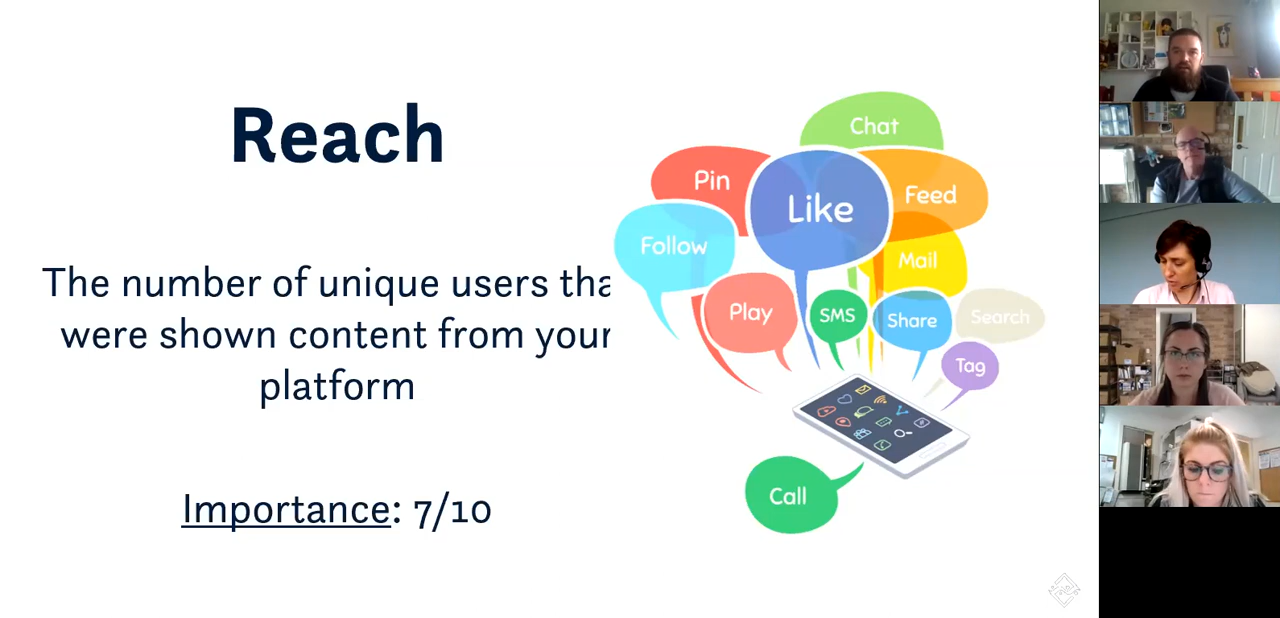 Reach
The number of unique users tha
were shown content from your
platform
Importance: 7/10
Chat
Pin
Like
Feed
Follow
Mail
Play
SMS
Share
Search
Tag
Call